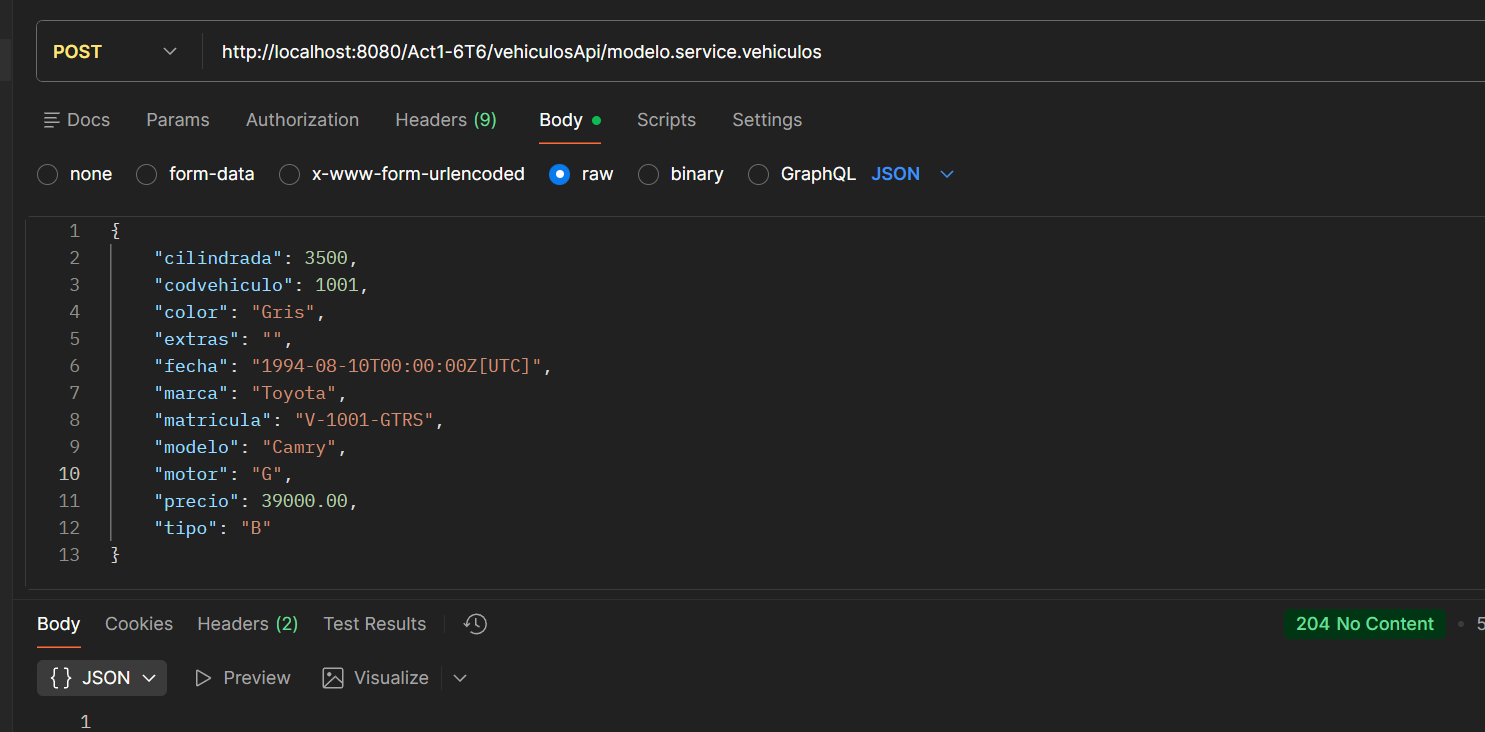 POST http://localhost:8080/Act1-6T6/vehiculosApi/modelo.service.vehiculos
Docs Params Authorization Headers (9) Body Scripts Settings
none form-data x-www-form-urlencoded raw binary GraphQL JSON
1 {
2 "cilindrada": 3500,
3 "codvehiculo": 1001,
4 "color": "Gris",
5 "extras": "",
6 "fecha": "1994-08-10T00:00:00Z[UTC]",
7 "marca": "Toyota",
8 "matricula": "V-1001-GTRS",
9 "modelo": "Camry",
10 "motor": "G",
11 "precio": 39000.00,
12 "tipo": "B"
13 }
Body Cookies Headers (2) Test Results 204 No Content • 5
{} JSON Preview Visualize
1